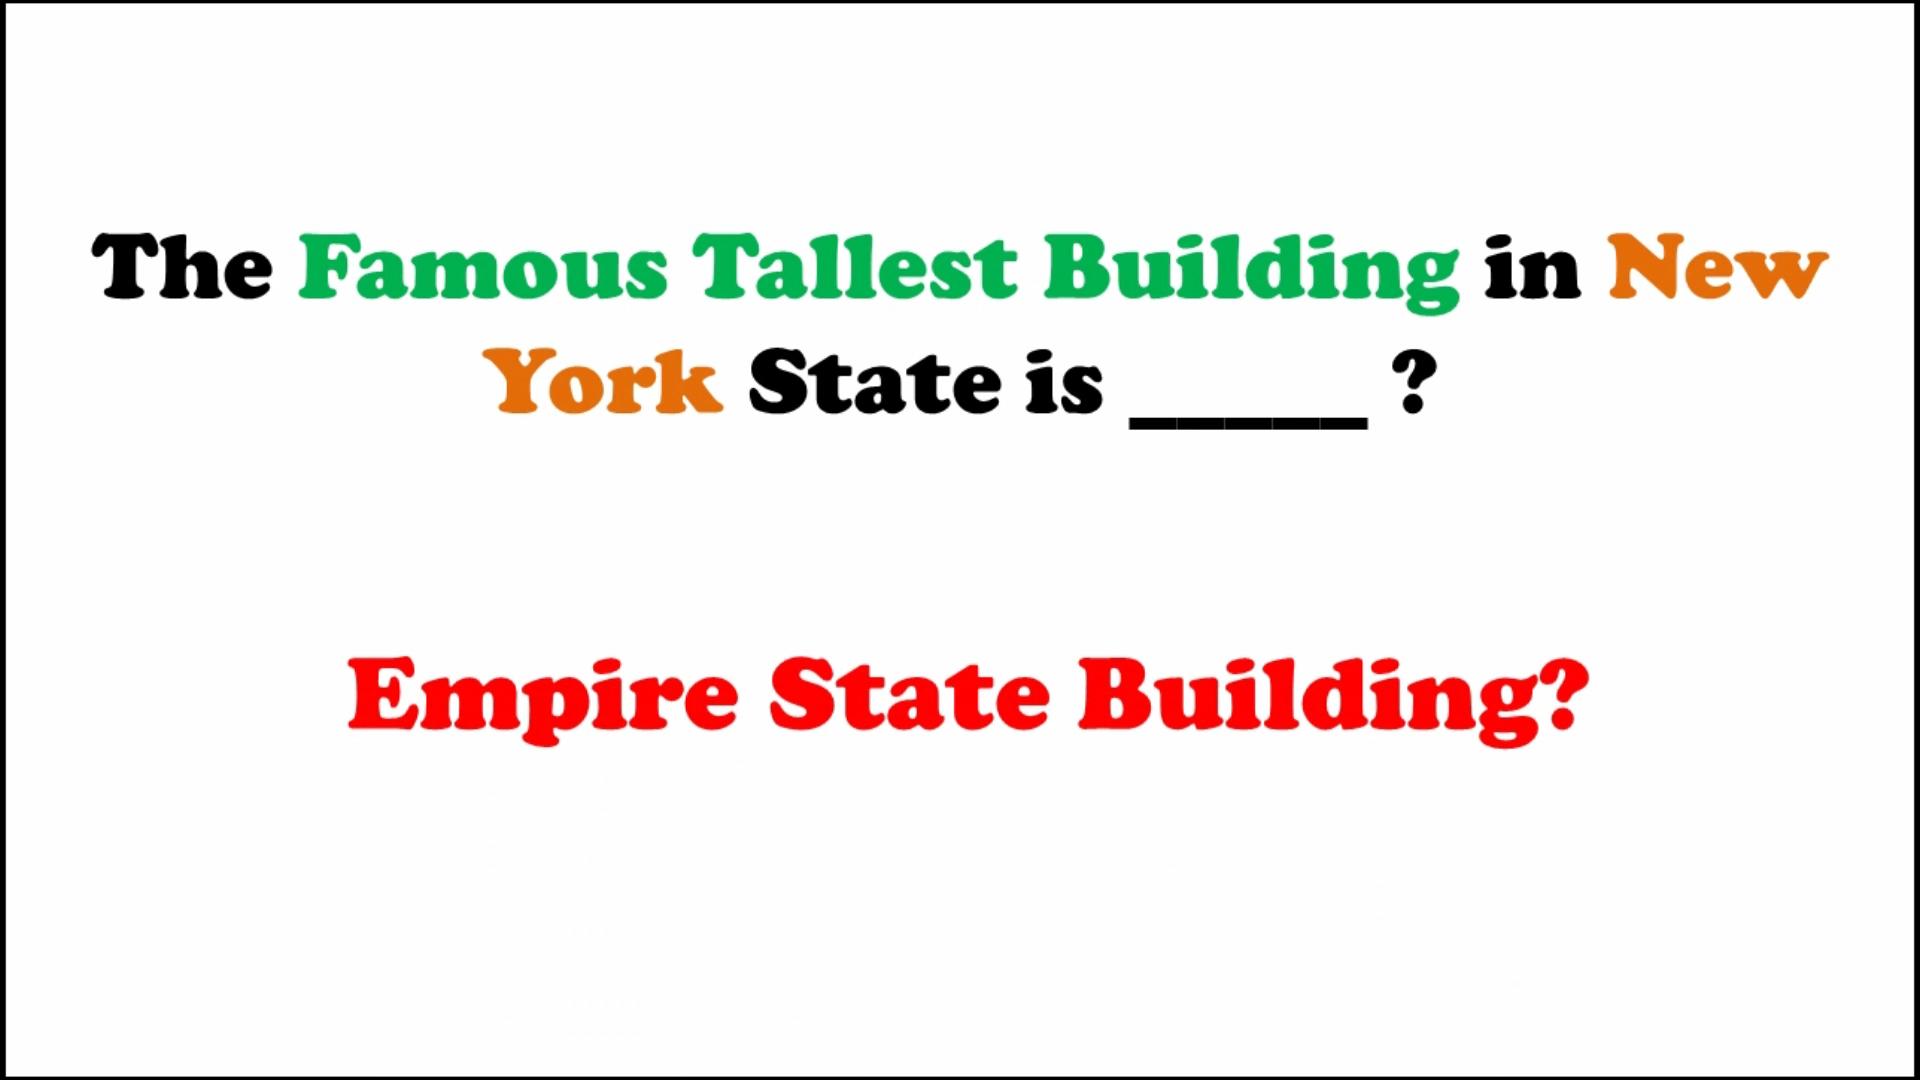 The Famous Tallest Building in New
York State is _____ ?
Empire State Building?